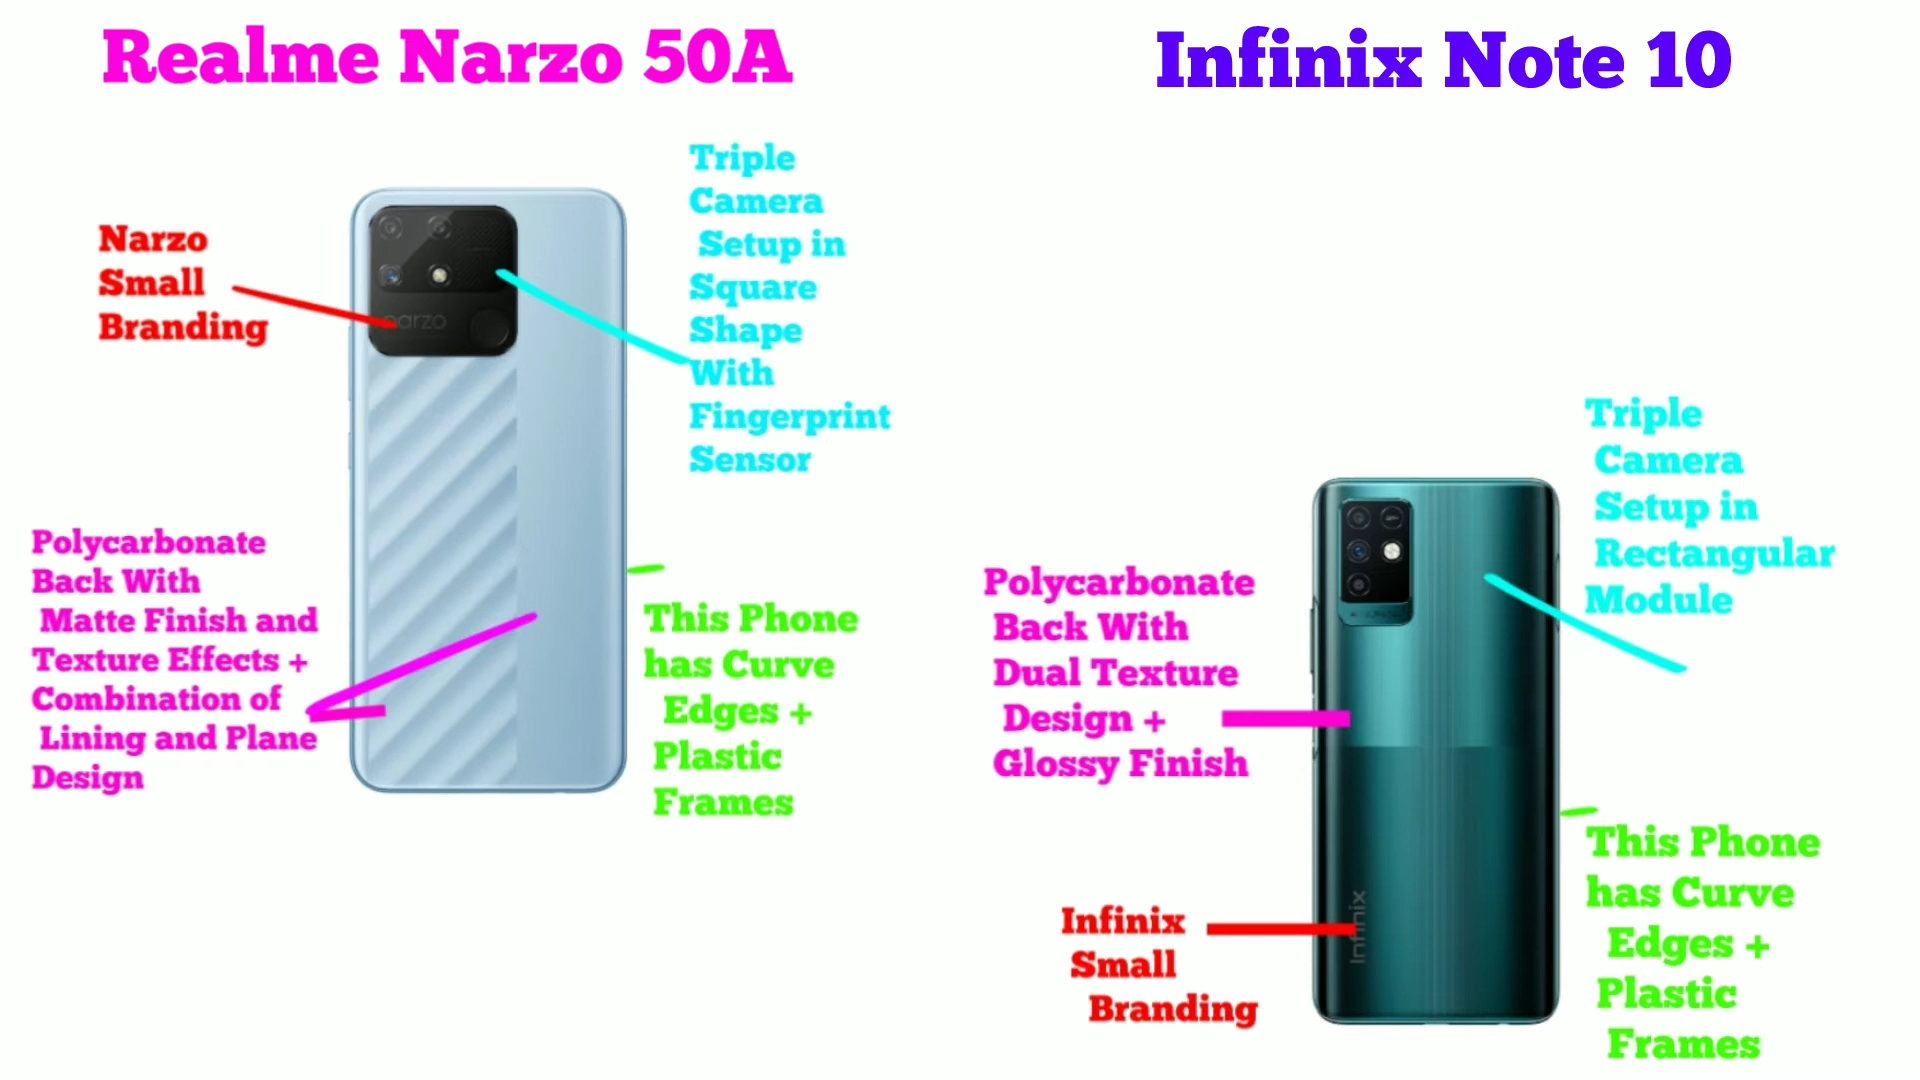 Realme Narzo 50A
Infinix Note 10
Narzo
Small
Branding
narzo
Triple
Camera
Setup in
Square
Shape
With
Fingerprint
Sensor
Polycarbonate
Back With
Matte Finish and
Texture Effects +
Combination of
Lining and Plane
Design
This Phone
has Curve
Edges +
Plastic
Frames
Triple
Camera
Setup in
Rectangular
Module
Polycarbonate
Back With
Dual Texture
Design +
Glossy Finish
Infinix
Small
Branding
Infinix
This Phone
has Curve
Edges +
Plastic
Frames